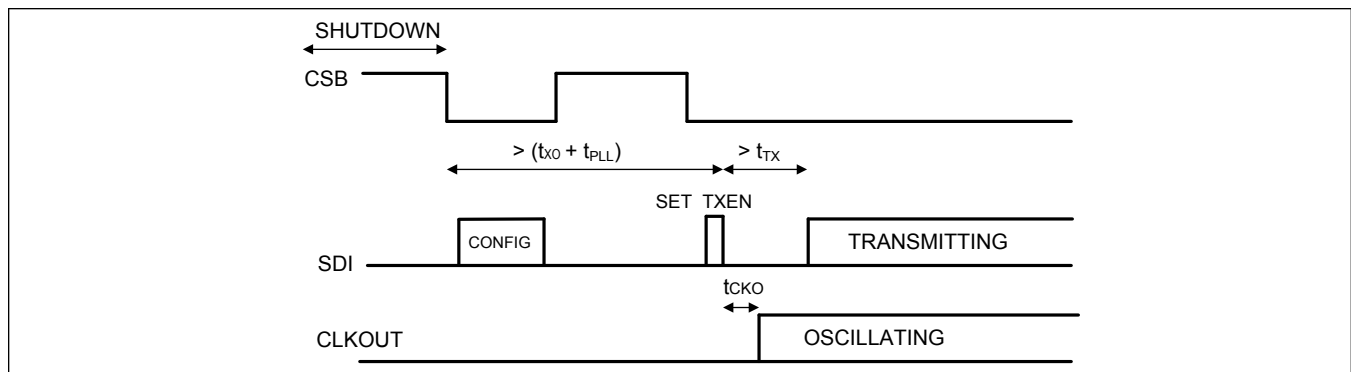 SHUTDOWN
CSB
> (tXO + tPLL)
> tTX
SET TXEN
CONFIG
TRANSMITTING
SDI
tCKO
CLKOUT
OSCILLATING